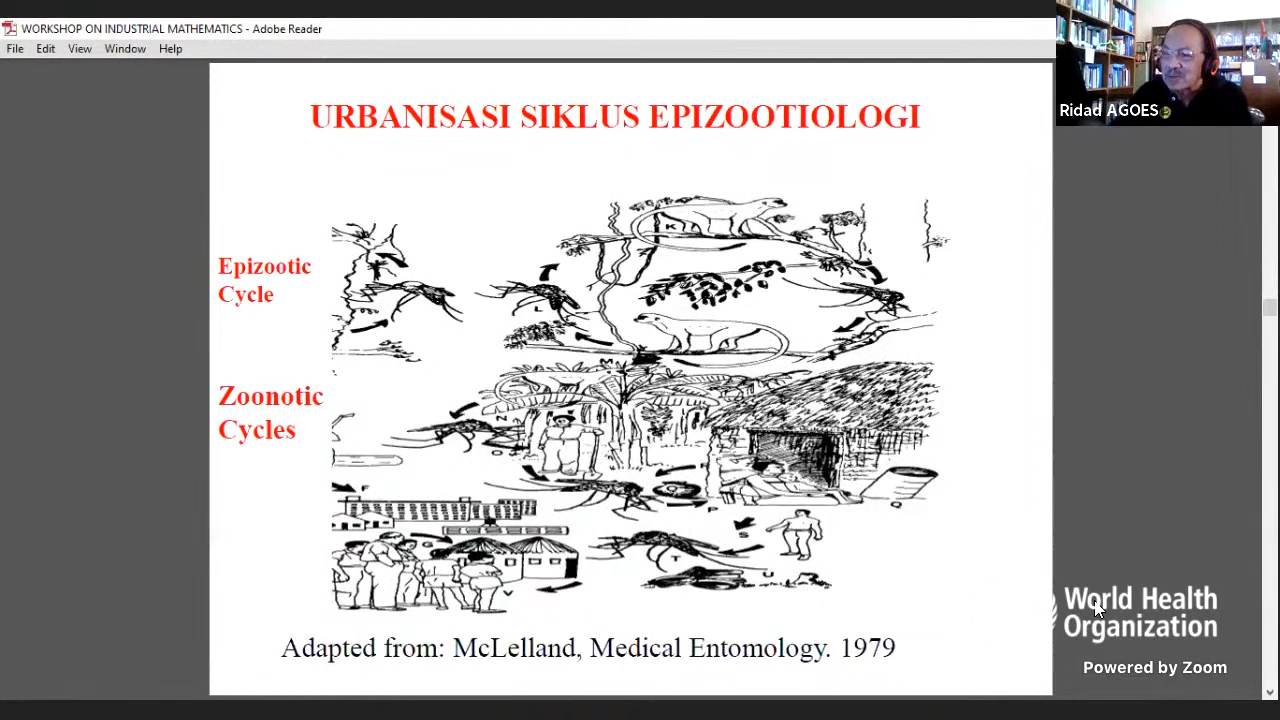 WORKSHOP ON INDUSTRIAL MATHEMATICS - Adobe Reader
File Edit View Window Help
Ridad AGOES
URBANISASI SIKLUS EPIZOOTIOLOGI
K
Epizootic
Cycle
L
M
Zoonotic
Cycles
N
O
F
P
Q
G
S
T
U
V
Adapted from: McLelland, Medical Entomology. 1979
World Health
Organization
Powered by Zoom